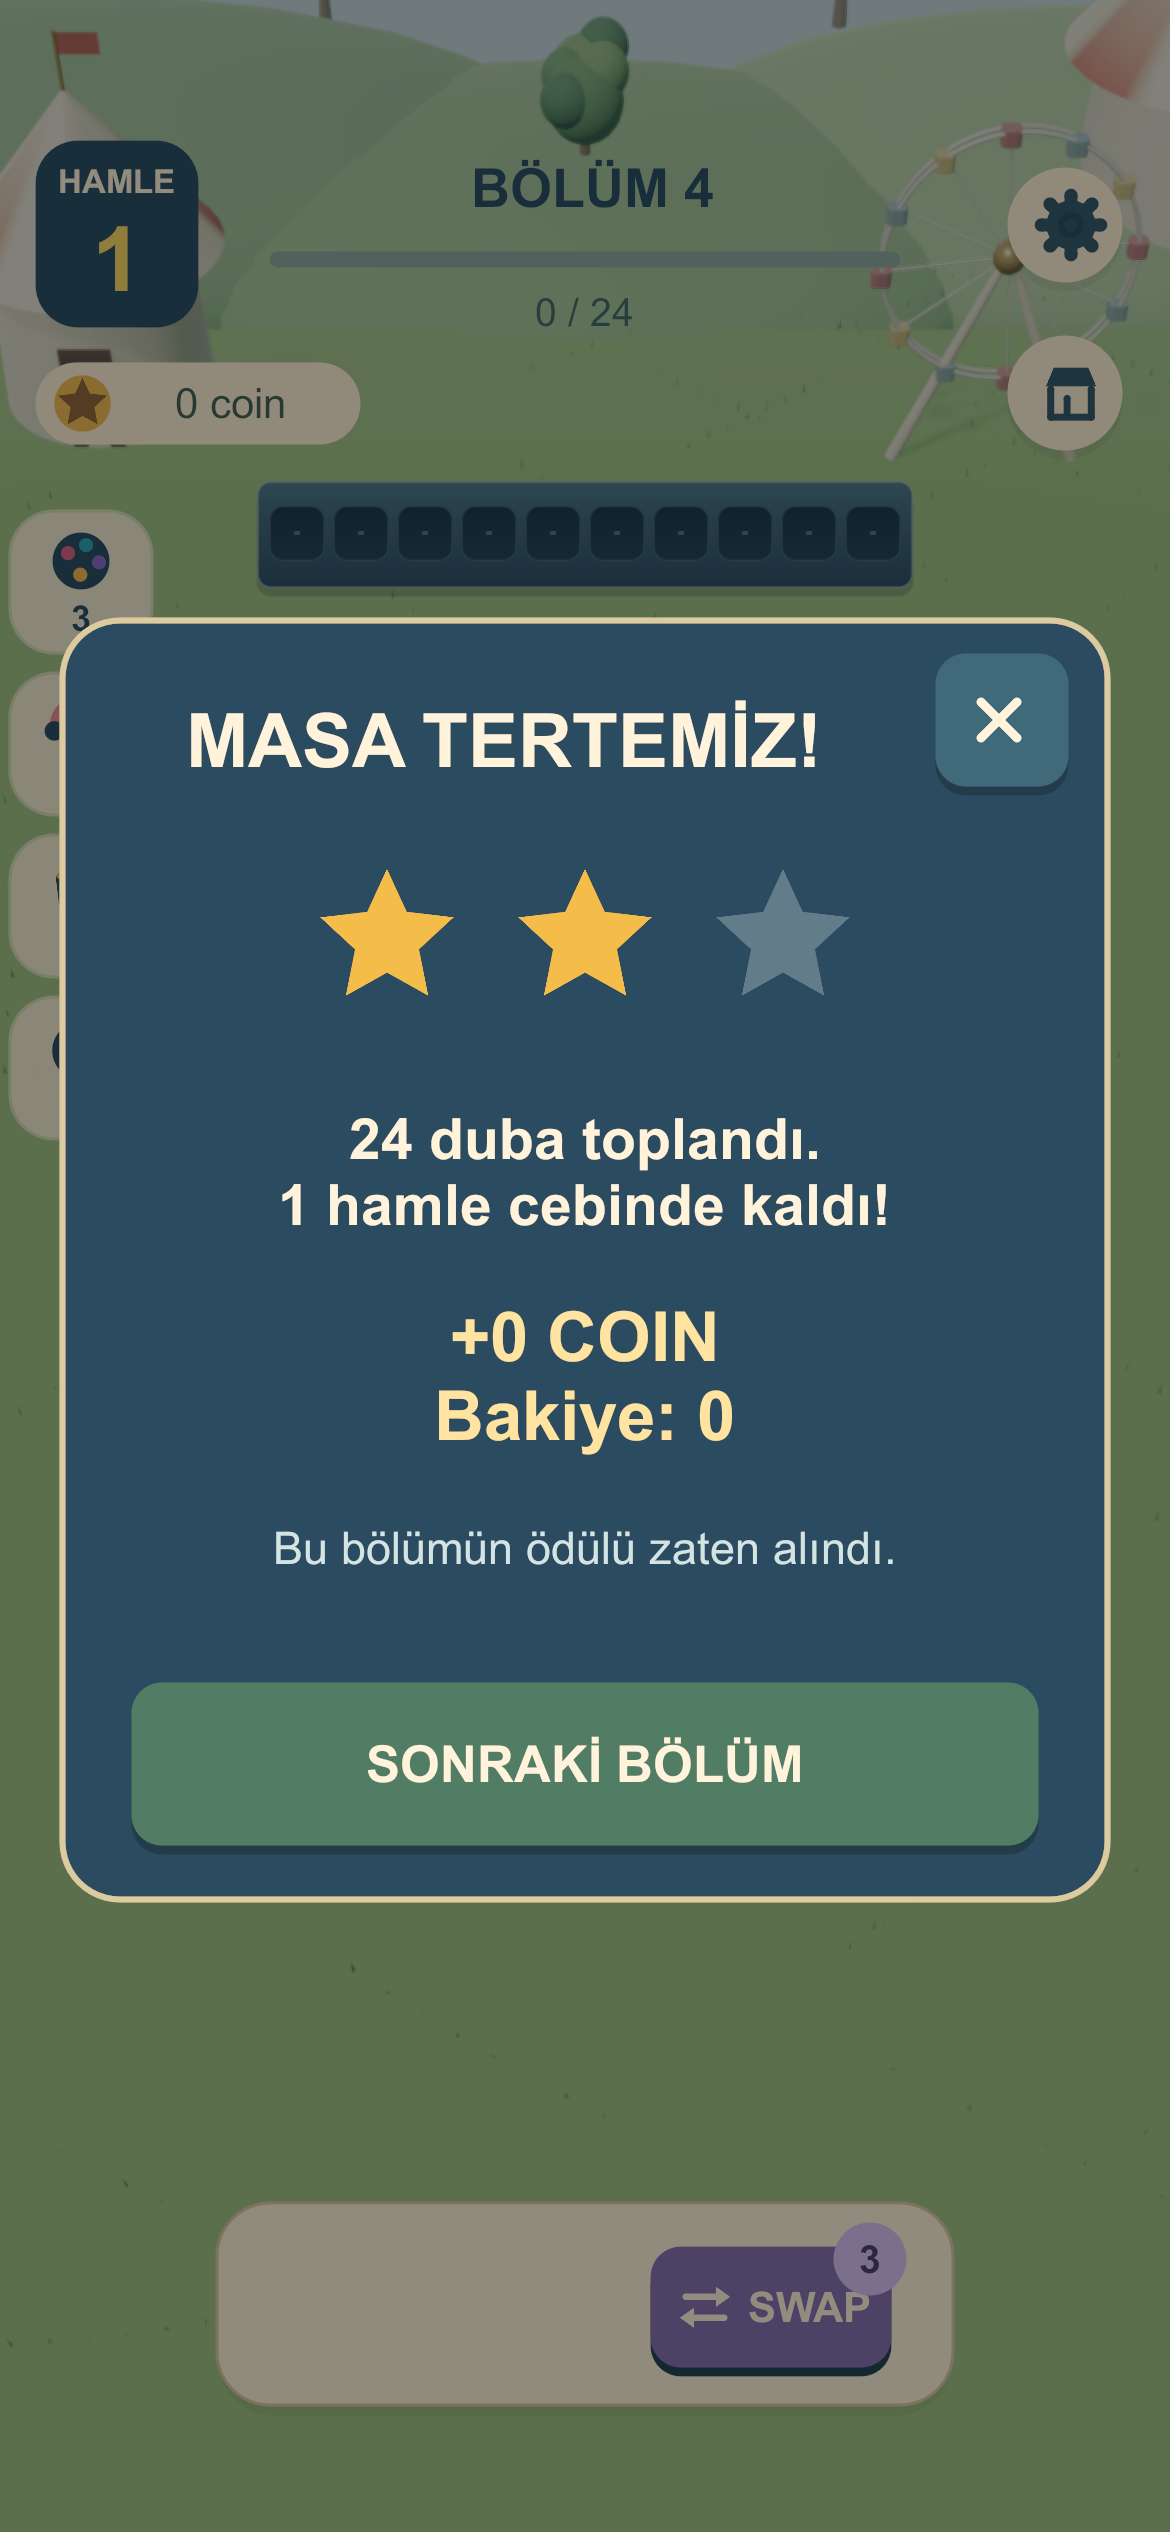 HAMLE
1
BÖLÜM 4
0 / 24
0 coin
- - - - - - - - - -
3
MASA TERTEMİZ!
24 duba toplandı.
1 hamle cebinde kaldı!
+0 COIN
Bakiye: 0
Bu bölümün ödülü zaten alındı.
SONRAKİ BÖLÜM
3
SWAP